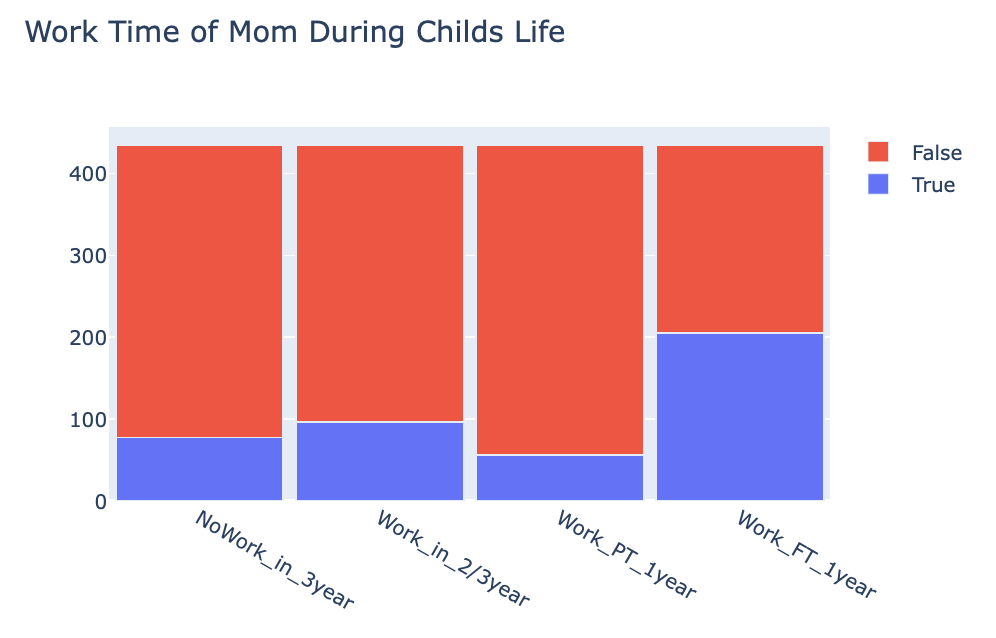 Work Time of Mom During Childs Life
False
True
400
300
200
100
0
NoWork_in_3year
Work_in_2/3year
Work_PT_1year
Work_FT_1year